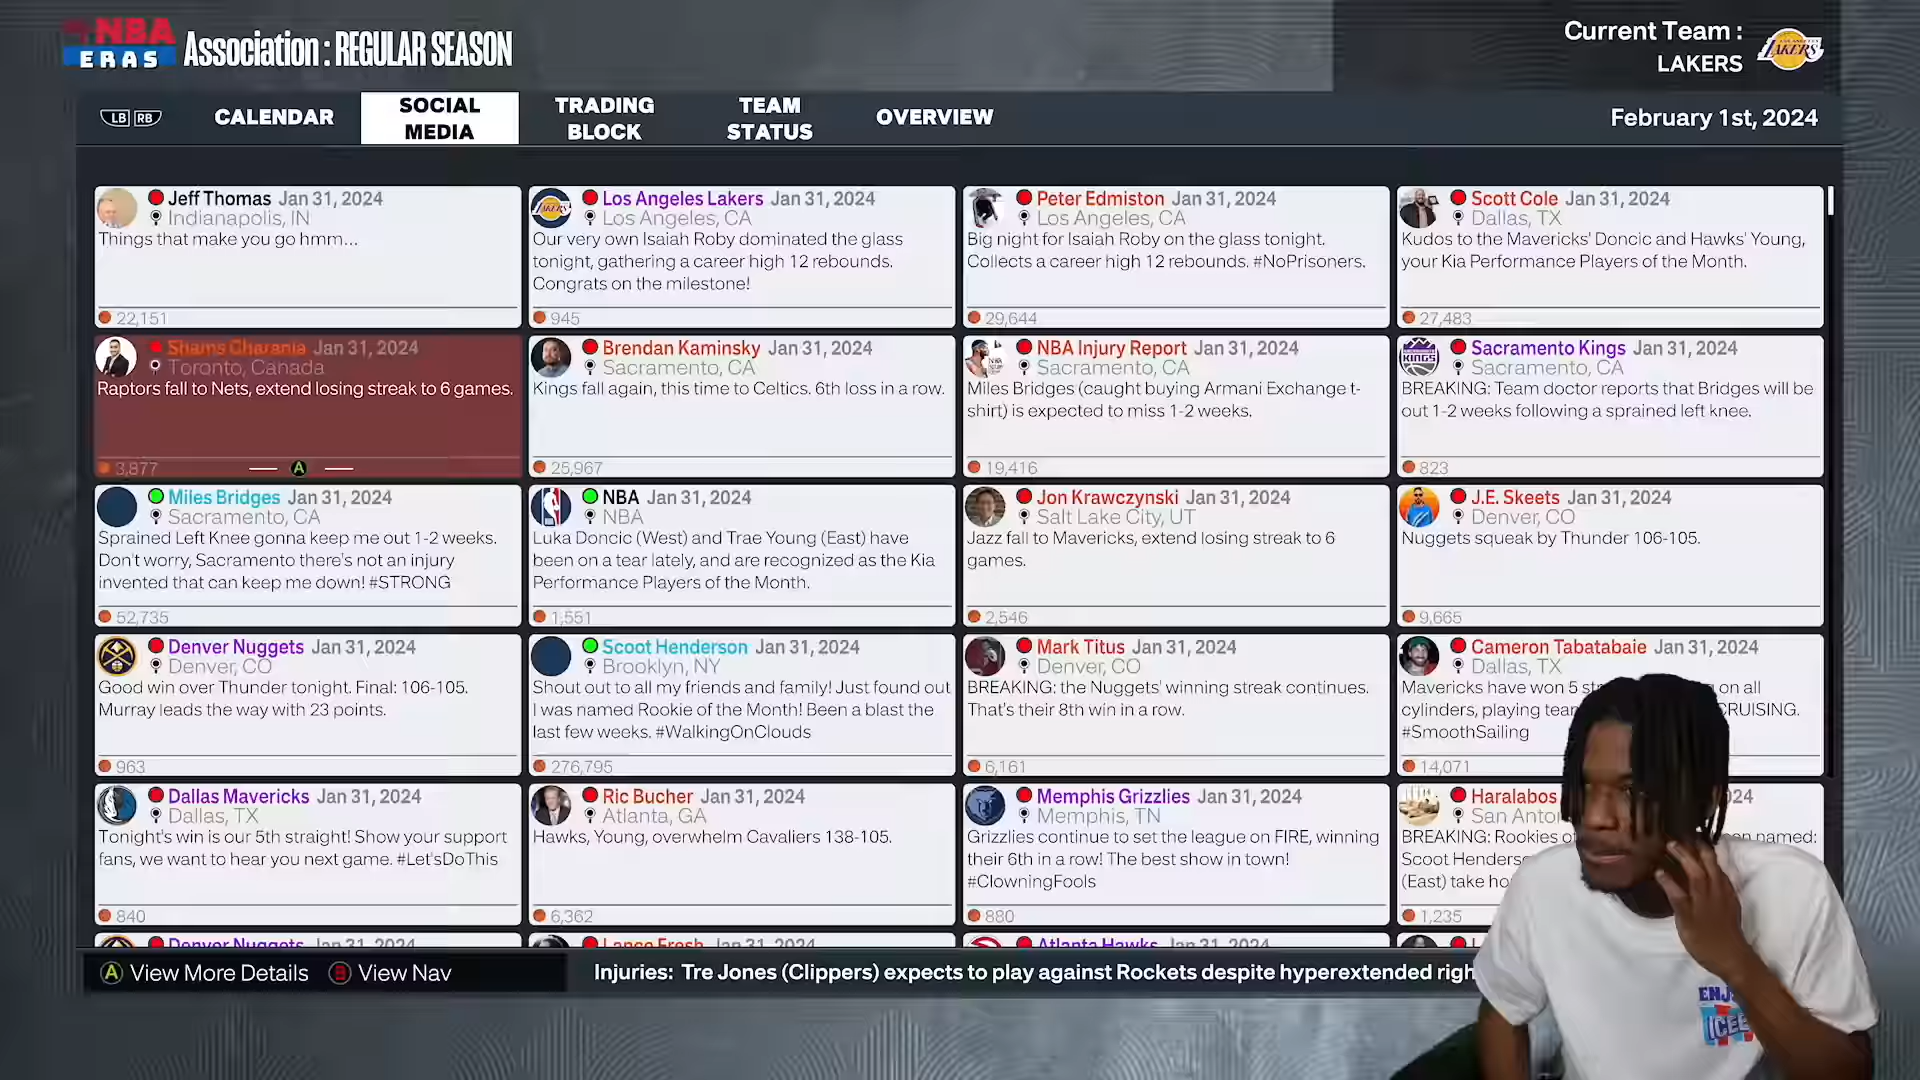 NBA
ERAS
Association : REGULAR SEASON
Current Team :
LAKERS
LAKERS
LB RB
CALENDAR
SOCIAL
MEDIA
TRADING
BLOCK
TEAM
STATUS
OVERVIEW
February 1st, 2024
Jeff Thomas Jan 31, 2024
Indianapolis, IN
Things that make you go hmm...
22,151
Los Angeles Lakers Jan 31, 2024
Los Angeles, CA
Our very own Isaiah Roby dominated the glass
tonight, gathering a career high 12 rebounds.
Congrats on the milestone!
945
Peter Edmiston Jan 31, 2024
Los Angeles, CA
Big night for Isaiah Roby on the glass tonight.
Collects a career high 12 rebounds. #NoPrisoners.
29,644
Scott Cole Jan 31, 2024
Dallas, TX
Kudos to the Mavericks' Doncic and Hawks' Young,
your Kia Performance Players of the Month.
27,483
Shams Charania Jan 31, 2024
Toronto, Canada
Raptors fall to Nets, extend losing streak to 6 games.
3,877
A
Brendan Kaminsky Jan 31, 2024
Sacramento, CA
Kings fall again, this time to Celtics. 6th loss in a row.
25,967
NBA Injury Report Jan 31, 2024
Sacramento, CA
Miles Bridges (caught buying Armani Exchange t-
shirt) is expected to miss 1-2 weeks.
19,416
KINGS
Sacramento Kings Jan 31, 2024
Sacramento, CA
BREAKING: Team doctor reports that Bridges will be
out 1-2 weeks following a sprained left knee.
823
Miles Bridges Jan 31, 2024
Sacramento, CA
Sprained Left Knee gonna keep me out 1-2 weeks.
Don't worry, Sacramento there's not an injury
invented that can keep me down! #STRONG
52,735
NBA Jan 31, 2024
NBA
Luka Doncic (West) and Trae Young (East) have
been on a tear lately, and are recognized as the Kia
Performance Players of the Month.
1,551
Jon Krawczynski Jan 31, 2024
Salt Lake City, UT
Jazz fall to Mavericks, extend losing streak to 6
games.
2,546
J.E. Skeets Jan 31, 2024
Denver, CO
Nuggets squeak by Thunder 106-105.
9,665
Denver Nuggets Jan 31, 2024
Denver, CO
Good win over Thunder tonight. Final: 106-105.
Murray leads the way with 23 points.
963
Scoot Henderson Jan 31, 2024
Brooklyn, NY
Shout out to all my friends and family! Just found out
I was named Rookie of the Month! Been a blast the
last few weeks. #WalkingOnClouds
276,795
Mark Titus Jan 31, 2024
Denver, CO
BREAKING: the Nuggets' winning streak continues.
That's their 8th win in a row.
6,161
Cameron Tabatabaie Jan 31, 2024
Dallas, TX
Mavericks have won 5 on all
cylinders, playing CRUISING.
#SmoothSailing
14,071
Dallas Mavericks Jan 31, 2024
Dallas, TX
Tonight's win is our 5th straight! Show your support
fans, we want to hear you next game. #Let'sDoThis
840
Ric Bucher Jan 31, 2024
Atlanta, GA
Hawks, Young, overwhelm Cavaliers 138-105.
6,362
Memphis Grizzlies Jan 31, 2024
Memphis, TN
Grizzlies continue to set the league on FIRE, winning
their 6th in a row! The best show in town!
#ClowningFools
880
Haralabos
San
BREAKING: Rookies named:
Scoot
(East) take
1,235
Denver Nuggets Jan 31, 2024
Lance Fresh Jan 31, 2024
Atlanta Hawks Jan 31, 2024
A View More Details B View Nav
Injuries: Tre Jones (Clippers) expects to play against Rockets despite hyperextended
ICEE